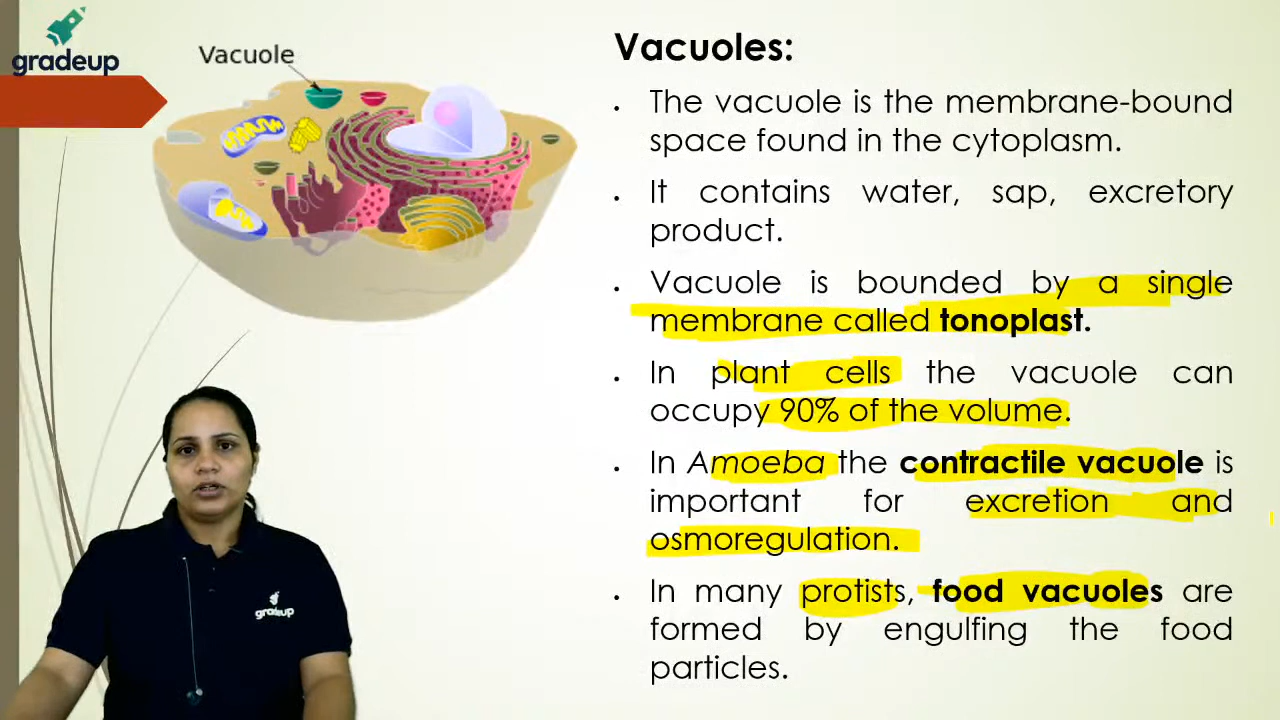 gradeup
Vacuole
Vacuoles:
• The vacuole is the membrane-bound
space found in the cytoplasm.
• It contains water, sap, excretory
product.
• Vacuole is bounded by a single
membrane called tonoplast.
• In plant cells the vacuole can
occupy 90% of the volume.
• In Amoeba the contractile vacuole is
important for excretion and
osmoregulation.
• In many protists, food vacuoles are
formed by engulfing the food
particles.
gradeup